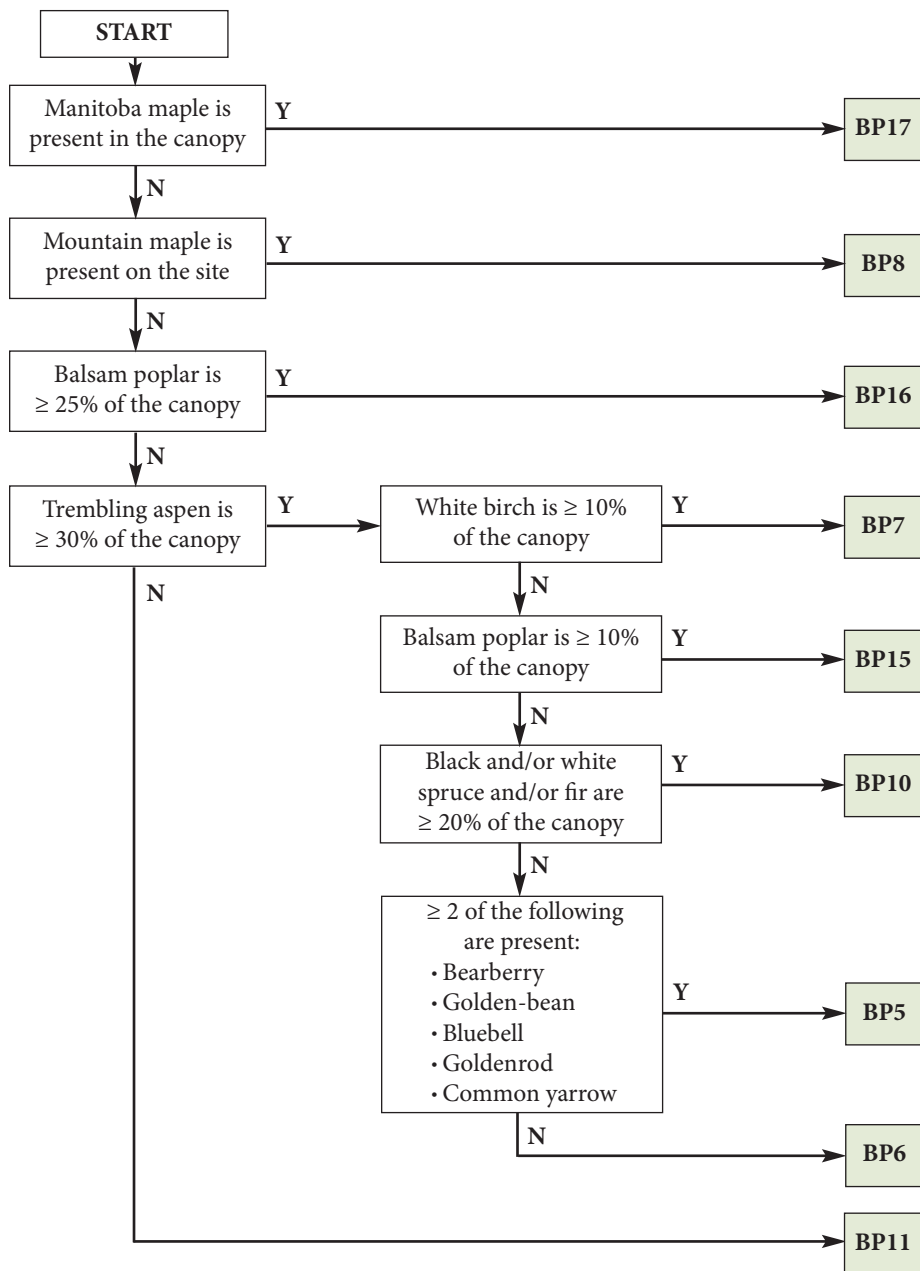 START
Manitoba maple is
present in the canopy
Y
BP17
N
Mountain maple is
present on the site
Y
BP8
N
Balsam poplar is
≥ 25% of the canopy
Y
BP16
N
Trembling aspen is
≥ 30% of the canopy
Y
White birch is ≥ 10%
of the canopy
Y
BP7
N
N
Balsam poplar is ≥ 10%
of the canopy
Y
BP15
N
Black and/or white
spruce and/or fir are
≥ 20% of the canopy
Y
BP10
N
≥ 2 of the following
are present:
• Bearberry
• Golden-bean
• Bluebell
• Goldenrod
• Common yarrow
Y
BP5
N
BP6
BP11